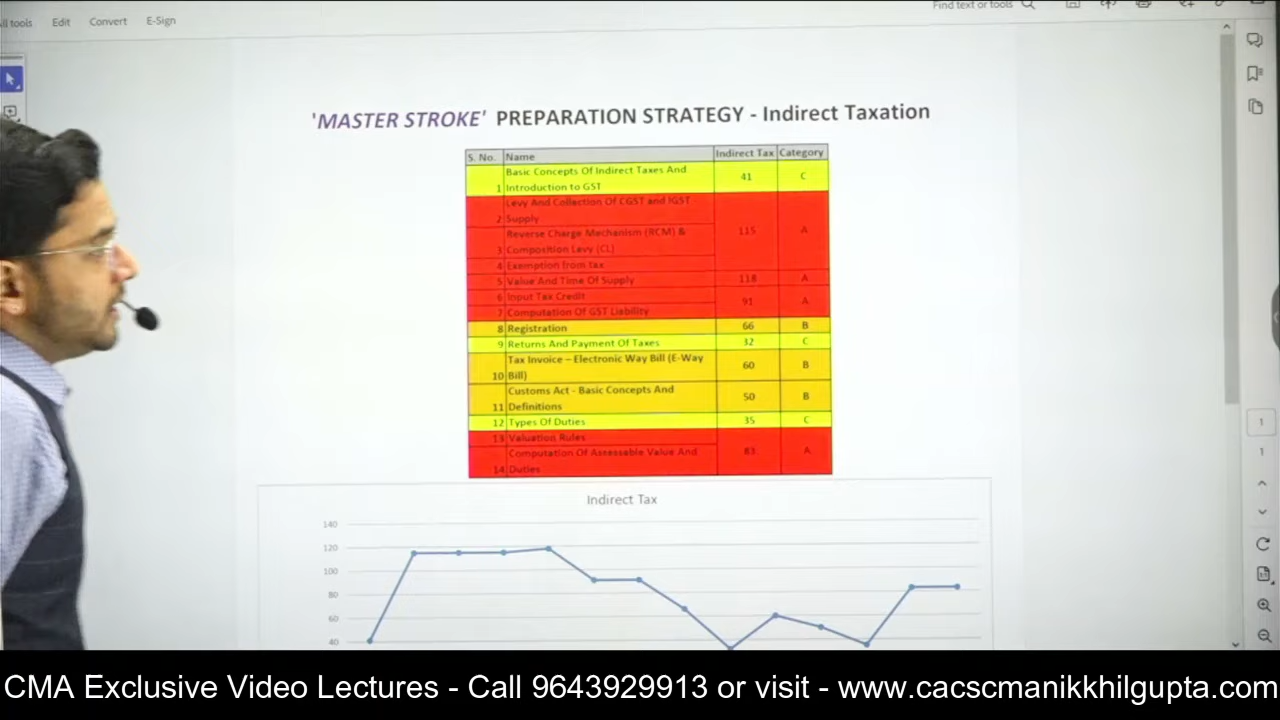 All tools Edit Convert E-Sign Find text or tools
'MASTER STROKE' PREPARATION STRATEGY - Indirect Taxation
S. No. Name Indirect Tax Category
1 Basic Concepts Of Indirect Taxes And 41 C
Introduction to GST
2 Levy And Collection Of CGST and IGST 115 A
Supply
3 Reverse Charge Mechanism (RCM) &
Composition Levy (CL)
4 Exemption from tax
5 Value And Time Of Supply 118 A
6 Input Tax Credit 91 A
7 Computation Of GST Liability
8 Registration 66 B
9 Returns And Payment Of Taxes 32 C
10 Tax Invoice – Electronic Way Bill (E-Way 60 B
Bill)
11 Customs Act - Basic Concepts And 50 B
Definitions
12 Types Of Duties 35 C
13 Valuation Rules 83 A
14 Computation Of Assessable Value And
Duties
Indirect Tax
140
120
100
80
60
40
1
1
CMA Exclusive Video Lectures - Call 9643929913 or visit - www.cacscmanikkhilgupta.com